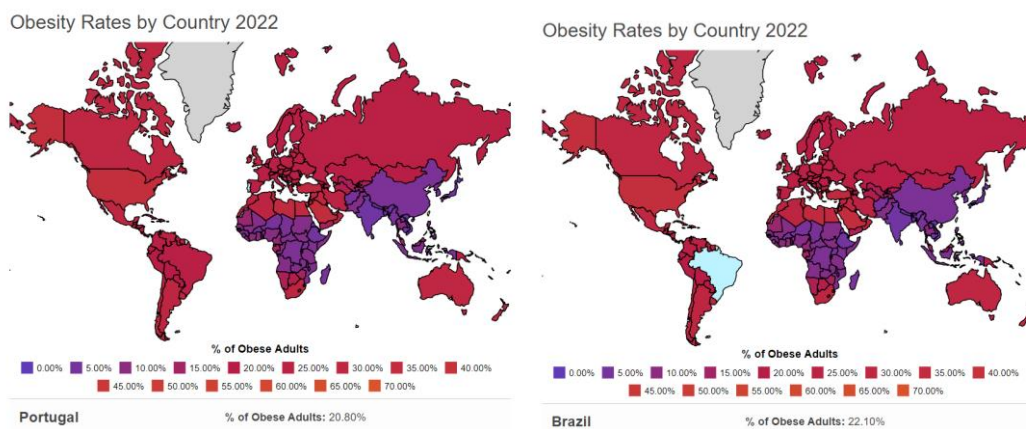 Obesity Rates by Country 2022
% of Obese Adults
0.00% 5.00% 10.00% 15.00% 20.00% 25.00% 30.00% 35.00% 40.00%
45.00% 50.00% 55.00% 60.00% 65.00% 70.00%
Portugal % of Obese Adults: 20.80%
Obesity Rates by Country 2022
% of Obese Adults
0.00% 5.00% 10.00% 15.00% 20.00% 25.00% 30.00% 35.00% 40.00%
45.00% 50.00% 55.00% 60.00% 65.00% 70.00%
Brazil % of Obese Adults: 22.10%